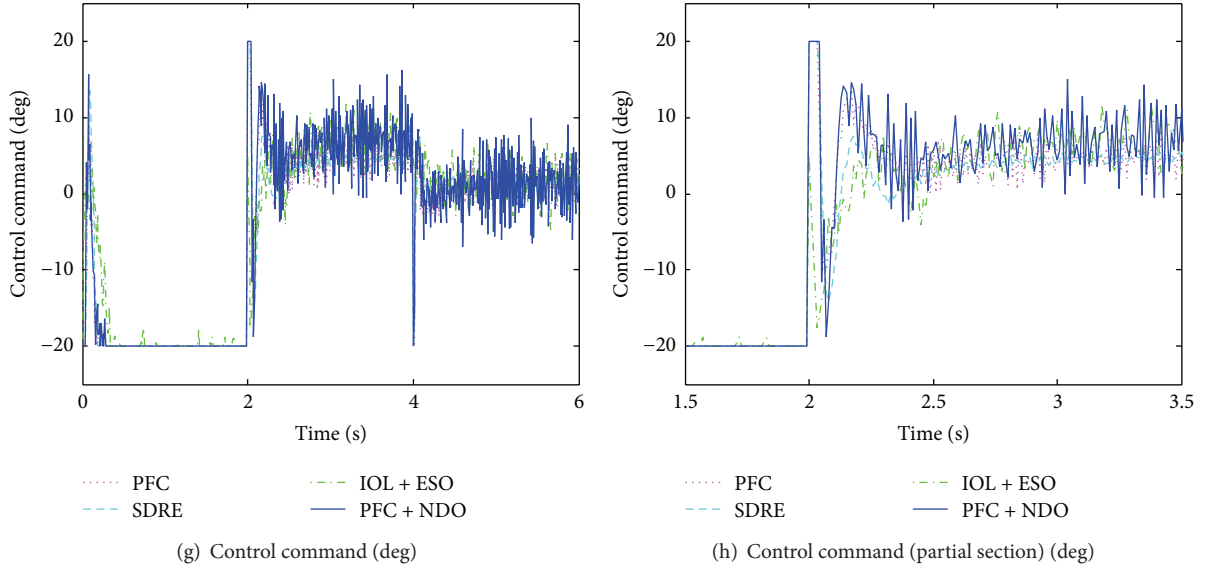 20
10
0
−10
−20
Control command (deg)
0
2
4
6
Time (s)
PFC
SDRE
IOL + ESO
PFC + NDO
(g) Control command (deg)
20
10
0
−10
−20
Control command (deg)
1.5
2
2.5
3
3.5
Time (s)
PFC
SDRE
IOL + ESO
PFC + NDO
(h) Control command (partial section) (deg)